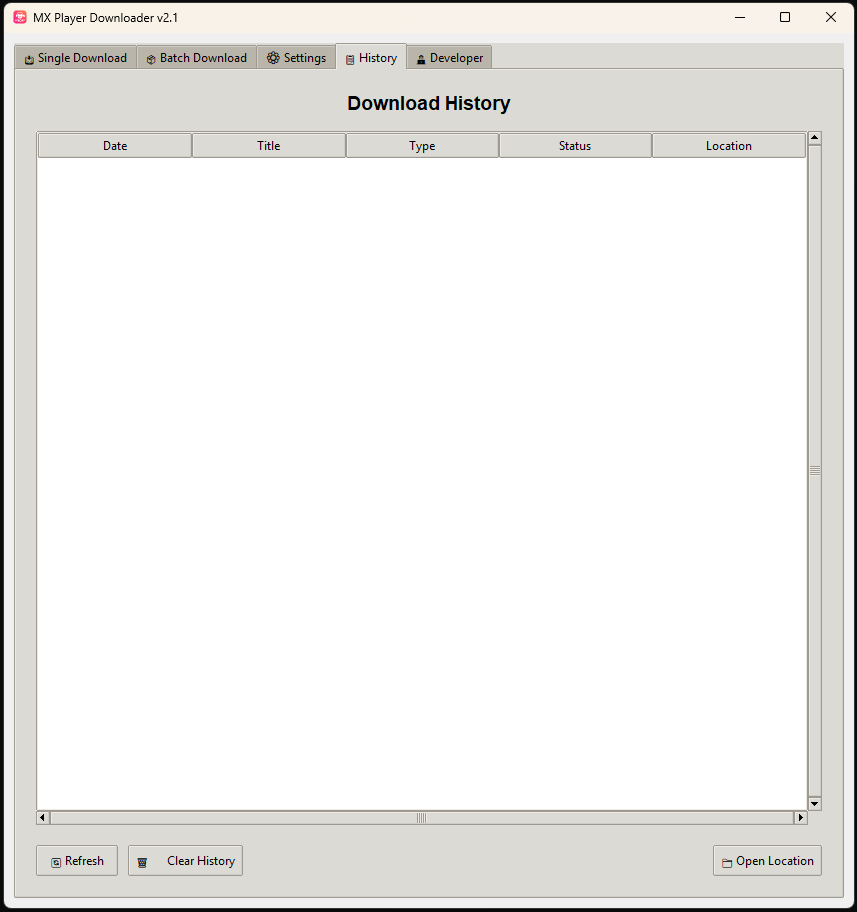 MX Player Downloader v2.1
Single Download Batch Download Settings History Developer
Download History
Date Title Type Status Location
Refresh Clear History Open Location